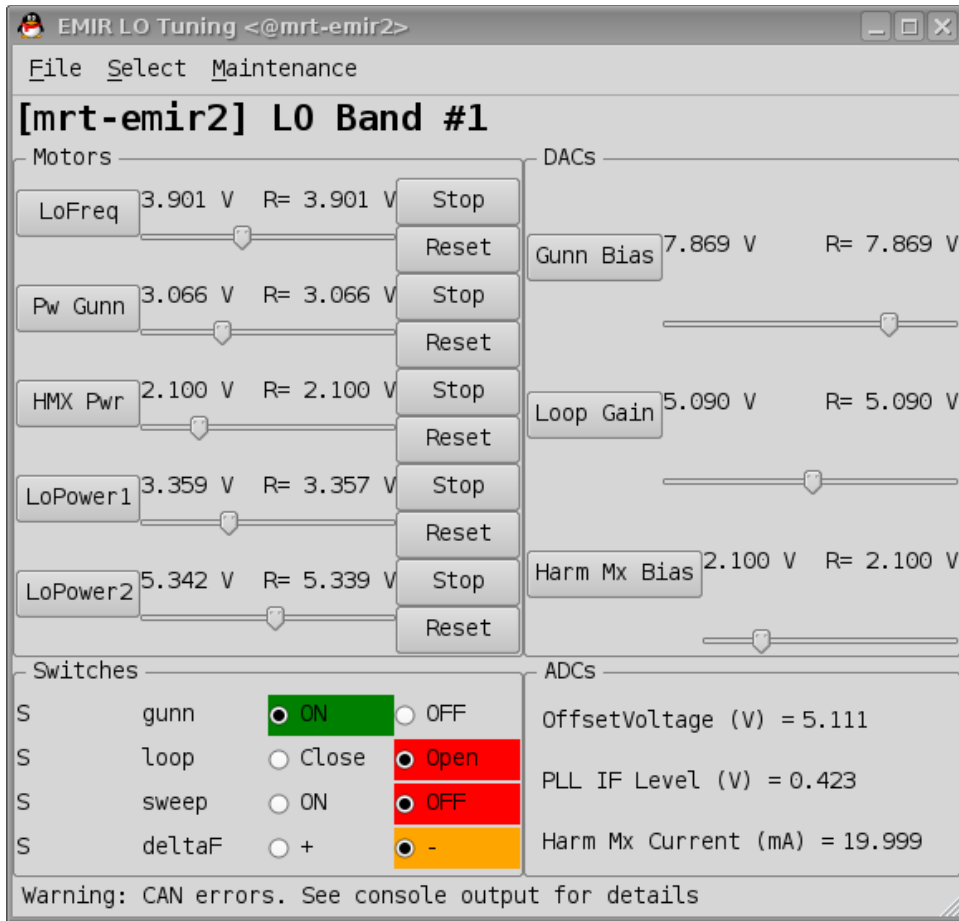 EMIR LO Tuning <@mrt-emir2>
File Select Maintenance
[mrt-emir2] LO Band #1
Motors
LoFreq 3.901 V R= 3.901 V Stop
Reset
Pw Gunn 3.066 V R= 3.066 V Stop
Reset
HMX Pwr 2.100 V R= 2.100 V Stop
Reset
LoPower1 3.359 V R= 3.357 V Stop
Reset
LoPower2 5.342 V R= 5.339 V Stop
Reset
DACs
Gunn Bias 7.869 V R= 7.869 V
Loop Gain 5.090 V R= 5.090 V
Harm Mx Bias 2.100 V R= 2.100 V
Switches
S gunn ON OFF
S loop Close Open
S sweep ON OFF
S deltaF + -
ADCs
OffsetVoltage (V) = 5.111
PLL IF Level (V) = 0.423
Harm Mx Current (mA) = 19.999
Warning: CAN errors. See console output for details